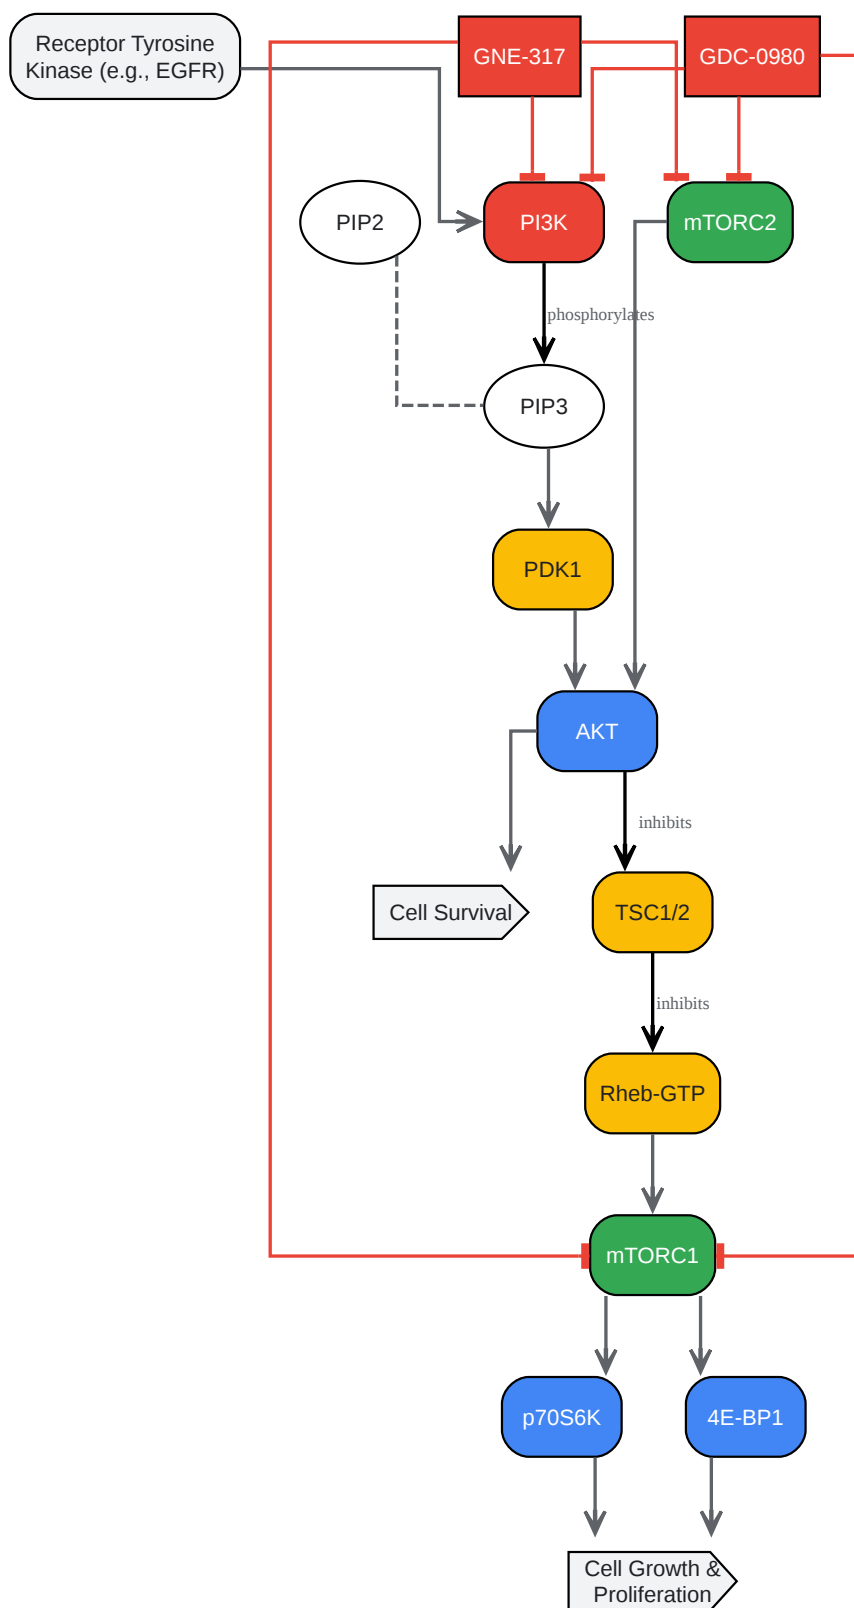 Receptor Tyrosine
Kinase (e.g., EGFR)
GNE-317
GDC-0980
PIP2
PI3K
mTORC2
phosphorylates
PIP3
PDK1
AKT
inhibits
Cell Survival
TSC1/2
inhibits
Rheb-GTP
mTORC1
p70S6K
4E-BP1
Cell Growth &
Proliferation